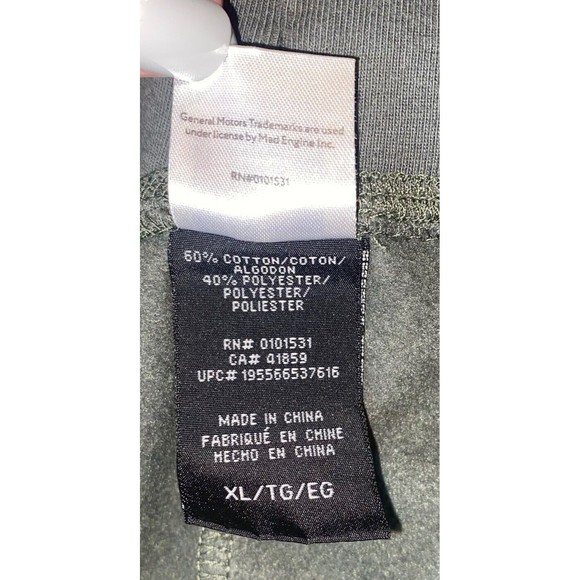 General Motors Trademarks are used
under license by Mad Engine Inc.
RN#0101531
60% COTTON/COTON/
ALGODON
40% POLYESTER/
POLYESTER/
POLIESTER
RN# 0101531
CA# 41859
UPC# 195566537616
MADE IN CHINA
FABRIQUÉ EN CHINE
HECHO EN CHINA
XL/TG/EG